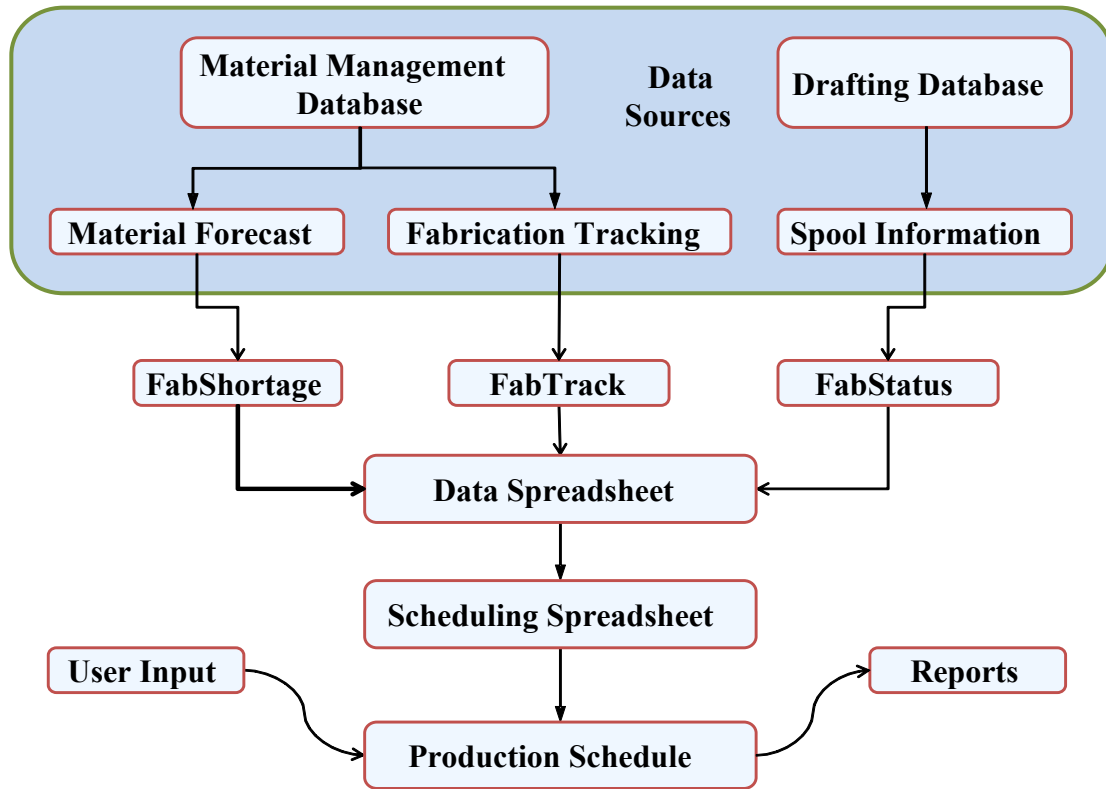 Material Management
Database
Data
Sources
Drafting Database
Material Forecast
Fabrication Tracking
Spool Information
FabShortage
FabTrack
FabStatus
Data Spreadsheet
Scheduling Spreadsheet
User Input
Reports
Production Schedule